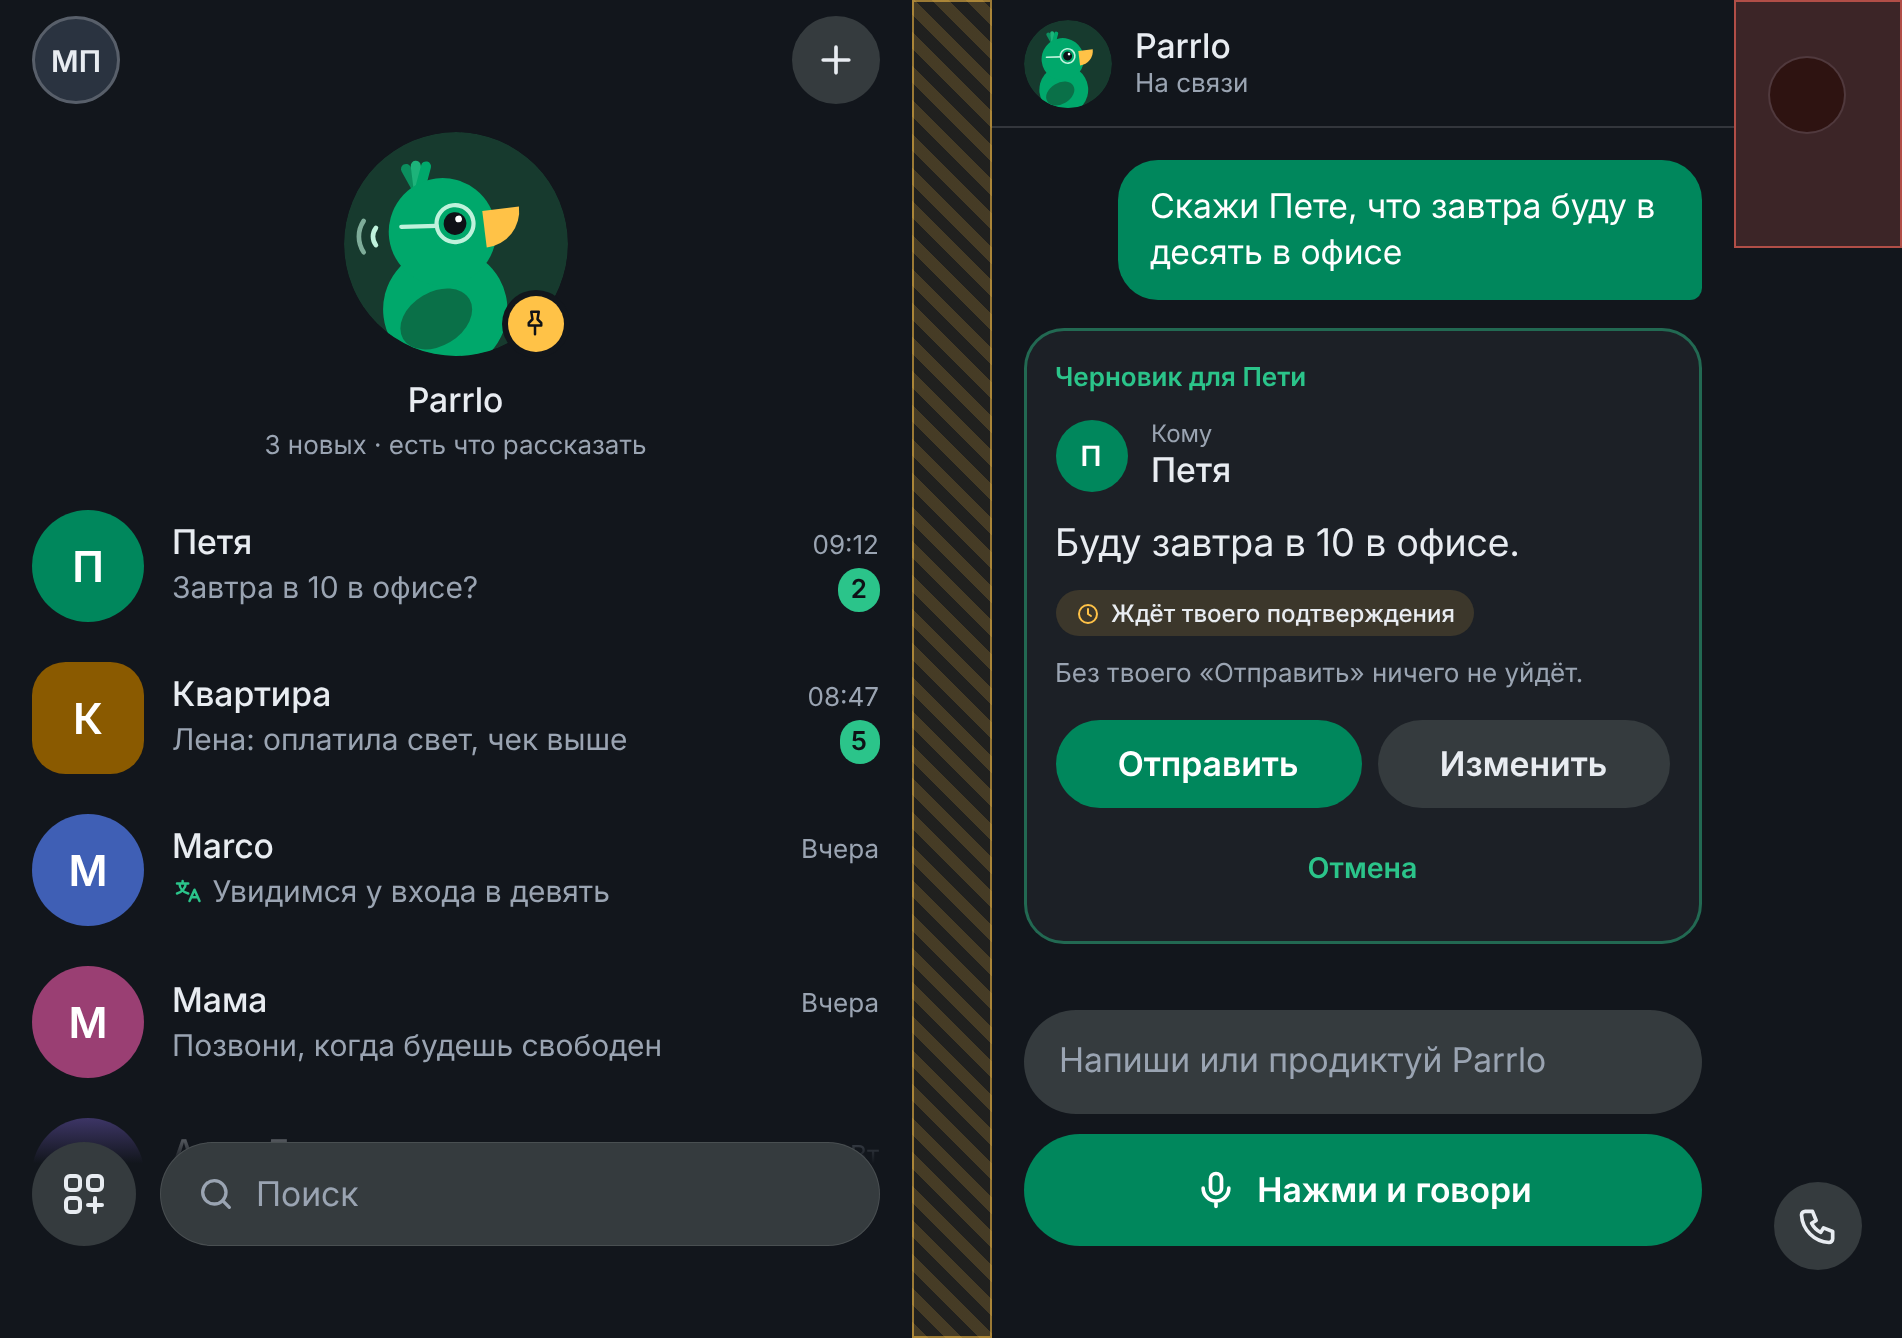 МП
Parrlo
3 новых · есть что рассказать
П
Петя
09:12
Завтра в 10 в офисе?
2
К
Квартира
08:47
Лена: оплатила свет, чек выше
5
M
Marco
Вчера
Увидимся у входа в девять
М
Мама
Вчера
Позвони, когда будешь свободен
Поиск
Parrlo
На связи
Скажи Пете, что завтра буду в
десять в офисе
Черновик для Пети
П
Кому
Петя
Буду завтра в 10 в офисе.
Ждёт твоего подтверждения
Без твоего «Отправить» ничего не уйдёт.
Отправить
Изменить
Отмена
Напиши или продиктуй Parrlo
Нажми и говори